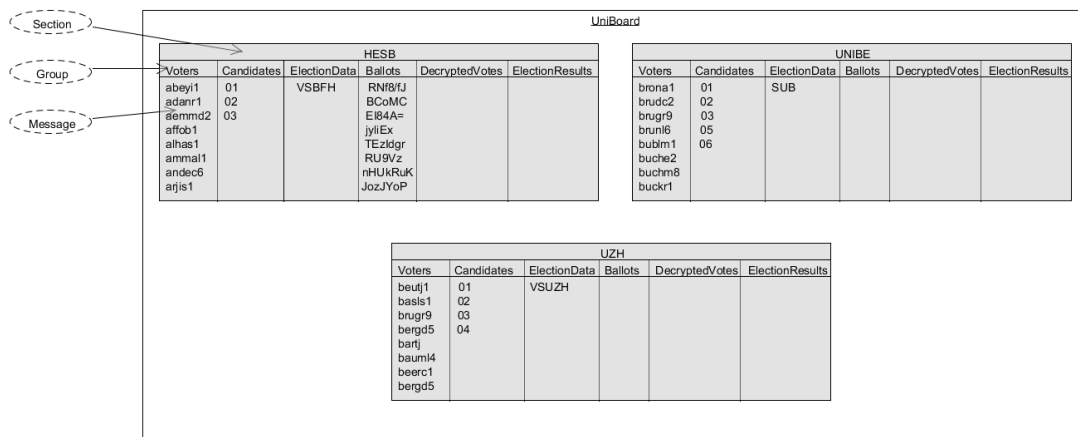 UniBoard
Section
Group
Message
HESB
Voters Candidates ElectionData Ballots DecryptedVotes ElectionResults
abeyi1 01 VSBFH RNf8/fJ
adanr1 02 BCoMC
aemmd2 03 EI84A=
affob1 jyliEx
alhas1 TEzldgr
ammal1 RU9Vz
andec6 nHUkRuK
arjis1 JozJYoP
UNIBE
Voters Candidates ElectionData Ballots DecryptedVotes ElectionResults
brona1 01 SUB
brudc2 02
brugr9 03
brunl6 05
bublm1 06
buche2
buchm8
buckr1
UZH
Voters Candidates ElectionData Ballots DecryptedVotes ElectionResults
beutj1 01 VSUZH
basls1 02
brugr9 03
bergd5 04
bartj
bauml4
beerc1
bergd5